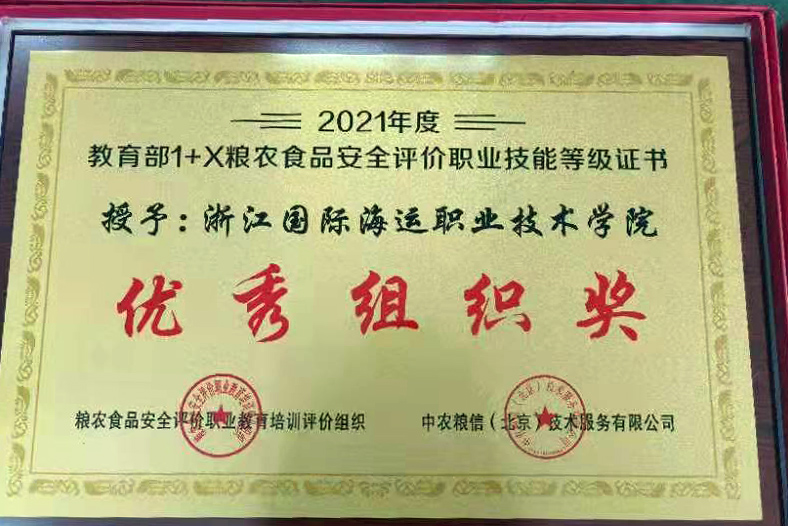 2021年度
教育部1+X粮农食品安全评价职业技能等级证书
授予：浙江国际海运职业技术学院
优秀组织奖
粮农食品安全评价职业教育培训评价组织
中农粮信（北京）技术服务有限公司